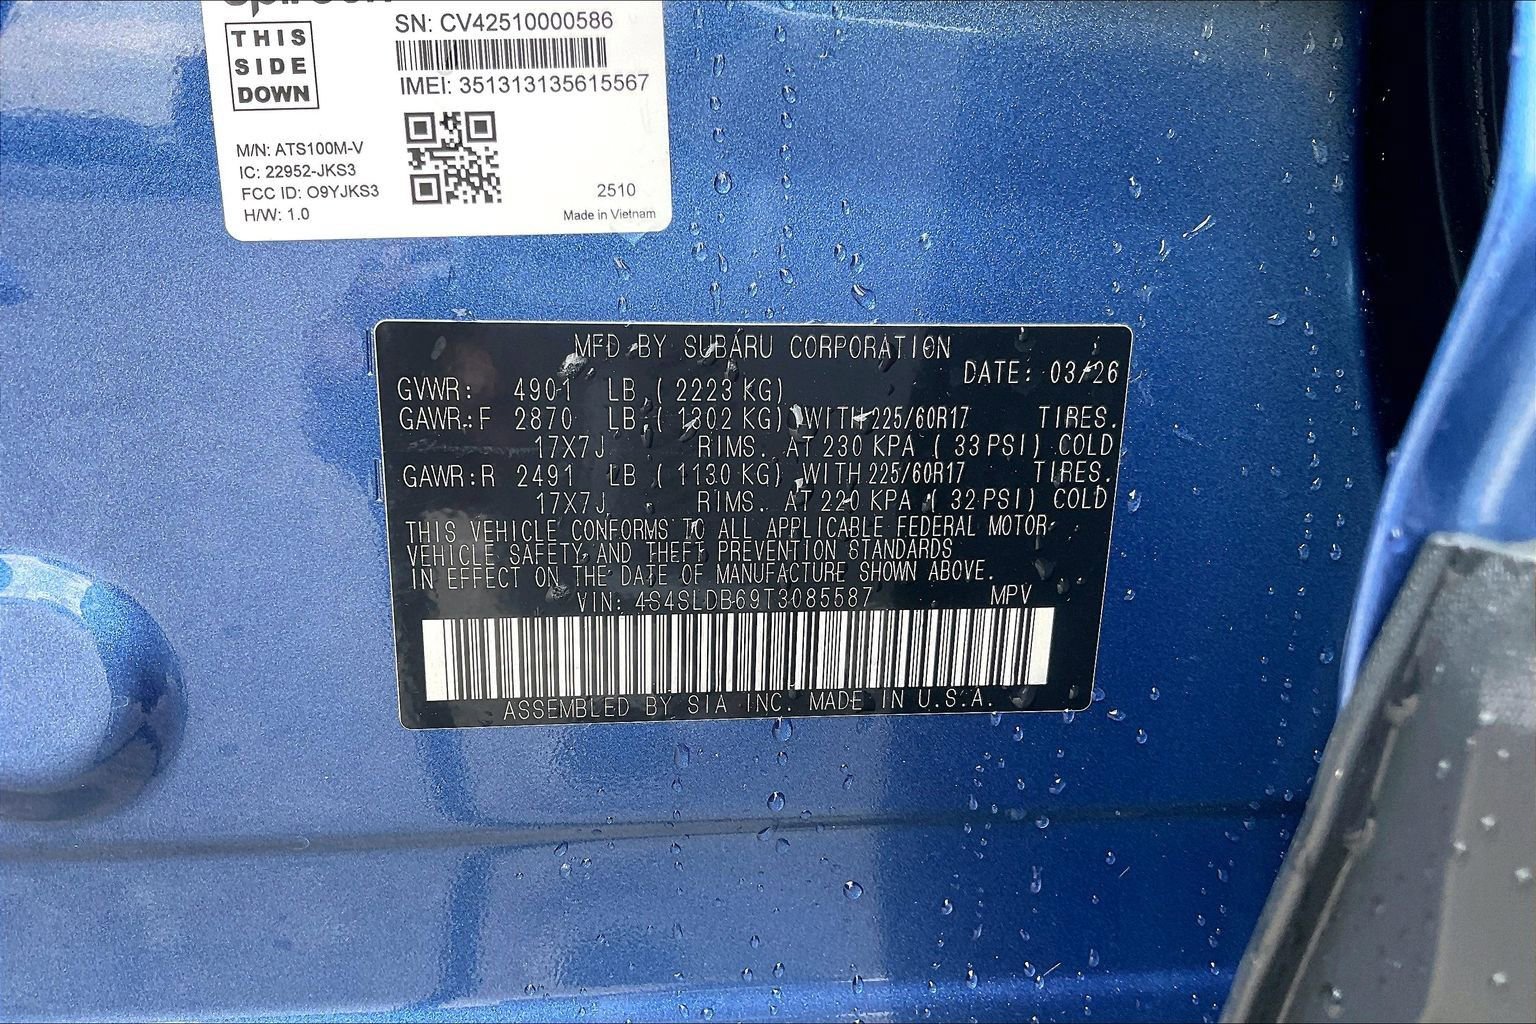 SN: CV42510000586
THIS
SIDE
DOWN
IMEI: 351313135615567
M/N: ATS100M-V
IC: 22952-JKS3
FCC ID: O9YJKS3
H/W: 1.0
2510
Made in Vietnam
MFD BY SUBARU CORPORATION
DATE: 03/26
GVWR: 4901 LB ( 2223 KG)
GAWR:F 2870 LB ( 1302 KG) WITH 225/60R17 TIRES.
17X7J RIMS. AT 230 KPA ( 33 PSI) COLD
GAWR:R 2491 LB ( 1130 KG) WITH 225/60R17 TIRES.
17X7J RIMS. AT 220 KPA ( 32 PSI) COLD
THIS VEHICLE CONFORMS TO ALL APPLICABLE FEDERAL MOTOR
VEHICLE SAFETY AND THEFT PREVENTION STANDARDS
IN EFFECT ON THE DATE OF MANUFACTURE SHOWN ABOVE.
VIN: 4S4SLDB69T3085587 MPV
ASSEMBLED BY SIA INC. MADE IN U.S.A.